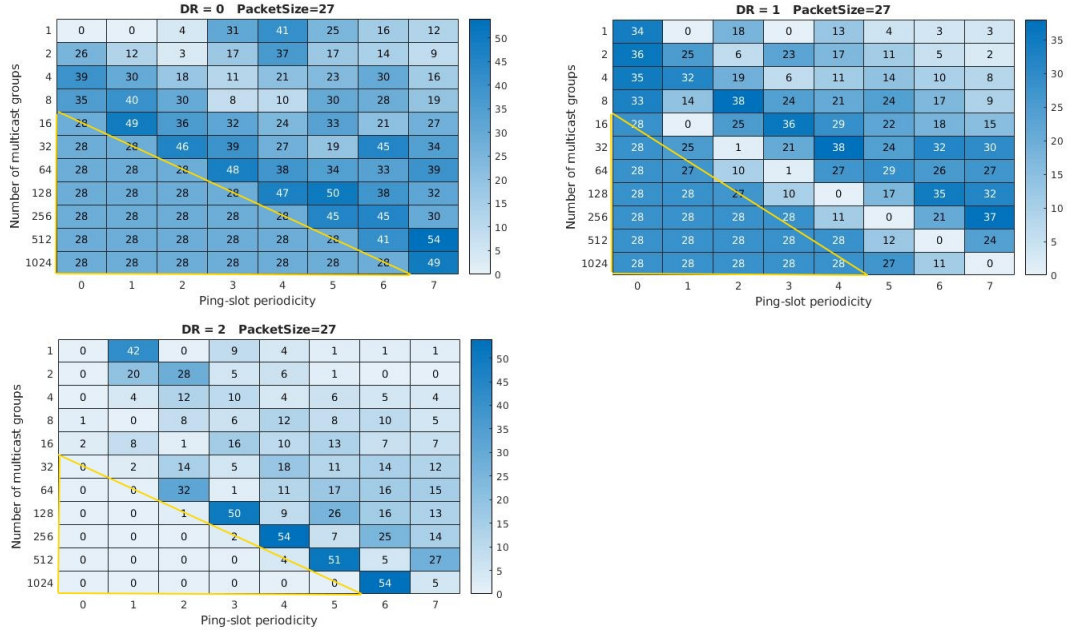 DR = 0 PacketSize=27
1 0 0 4 31 41 25 16 12
2 26 12 3 17 37 17 14 9
4 39 30 18 11 21 23 30 16
8 35 40 30 8 10 30 28 19
16 28 49 36 32 24 33 21 27
32 28 28 46 39 27 19 45 34
64 28 28 28 48 38 34 33 39
128 28 28 28 28 47 50 38 32
256 28 28 28 28 28 45 45 30
512 28 28 28 28 28 28 41 54
1024 28 28 28 28 28 28 28 49
0 1 2 3 4 5 6 7
Ping-slot periodicity
Number of multicast groups
50
45
40
35
30
25
20
15
10
5
0
DR = 1 PacketSize=27
1 34 0 18 0 13 4 3 3
2 36 25 6 23 17 11 5 2
4 35 32 19 6 11 14 10 8
8 33 14 38 24 21 24 17 9
16 28 0 25 36 29 22 18 15
32 28 25 1 21 38 24 32 30
64 28 27 10 1 27 29 26 27
128 28 28 27 10 0 17 35 32
256 28 28 28 28 11 0 21 37
512 28 28 28 28 28 12 0 24
1024 28 28 28 28 28 27 11 0
0 1 2 3 4 5 6 7
Ping-slot periodicity
Number of multicast groups
35
30
25
20
15
10
5
0
DR = 2 PacketSize=27
1 0 42 0 9 4 1 1 1
2 0 20 28 5 6 1 0 0
4 0 4 12 10 4 6 5 4
8 1 0 8 6 12 8 10 5
16 2 8 1 16 10 13 7 7
32 0 2 14 5 18 11 14 12
64 0 0 32 1 11 17 16 15
128 0 0 1 50 9 26 16 13
256 0 0 0 2 54 7 25 14
512 0 0 0 0 4 51 5 27
1024 0 0 0 0 0 0 54 5
0 1 2 3 4 5 6 7
Ping-slot periodicity
Number of multicast groups
50
45
40
35
30
25
20
15
10
5
0